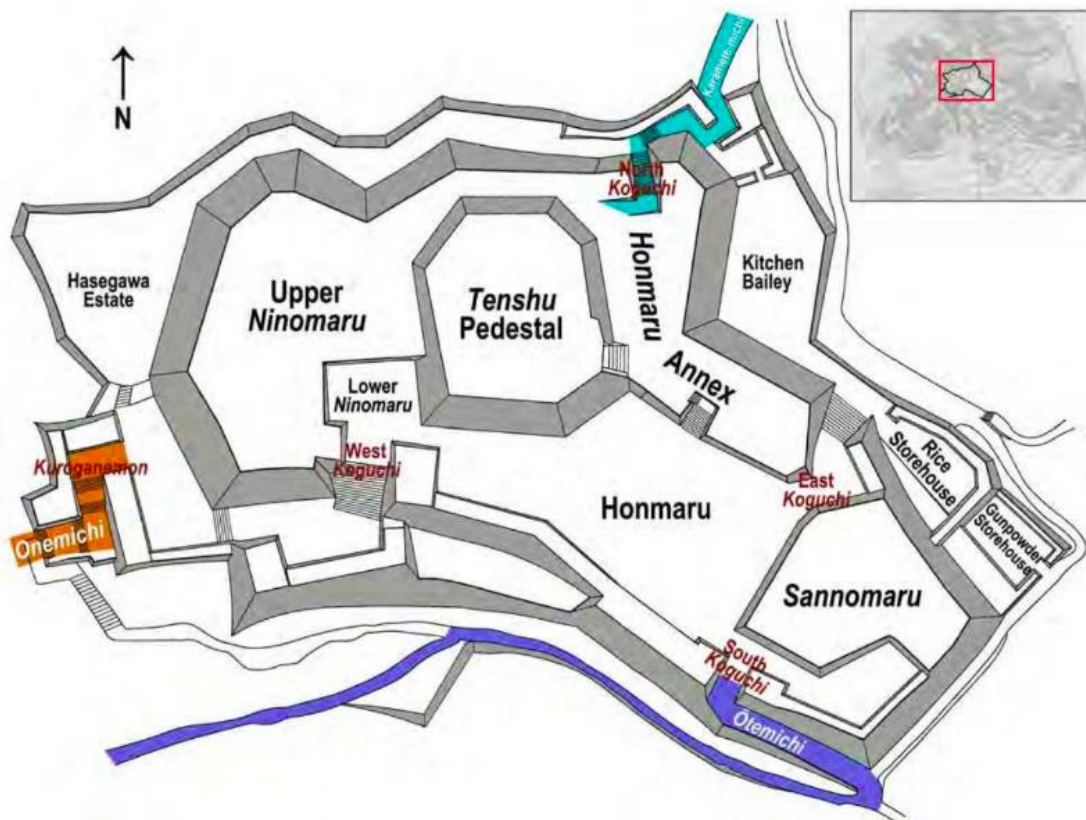 Karamete michi
N
North
Koguchi
Honmaru
Annex
Kitchen
Bailey
Hasegawa
Estate
Upper
Ninomaru
Tenshu
Pedestal
Lower
Ninomaru
Kuroganemon
West
Koguchi
East
Koguchi
Rice
Storehouse
Gunpowder
Storehouse
Onemichi
Honmaru
Sannomaru
South
Koguchi
Ōtemichi